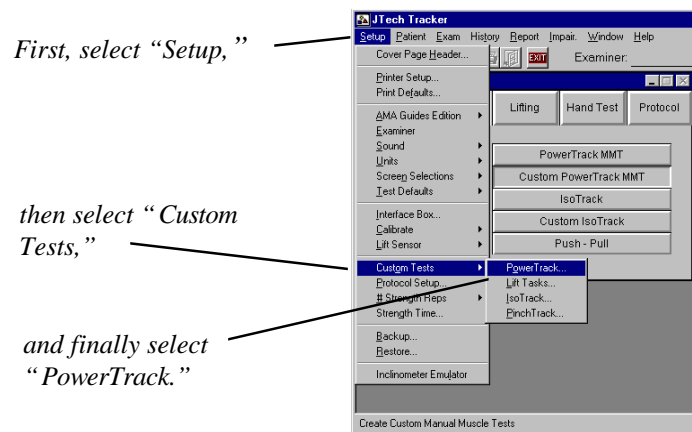 First, select “Setup,”
then select “Custom
Tests,”
and finally select
“PowerTrack.”
JTech Tracker
Setup Patient Exam History Report Impair. Window Help
EXIT Examiner:
Cover Page Header...
Printer Setup...
Print Defaults...
AMA Guides Edition
Examiner
Sound
Units
Screen Selections
Test Defaults
Interface Box...
Calibrate
Lift Sensor
Custom Tests
Protocol Setup...
# Strength Reps
Strength Time...
Backup...
Restore...
Inclinometer Emulator
PowerTrack...
Lift Tasks...
IsoTrack...
PinchTrack...
Lifting Hand Test Protocol
PowerTrack MMT
Custom PowerTrack MMT
IsoTrack
Custom IsoTrack
Push - Pull
Create Custom Manual Muscle Tests